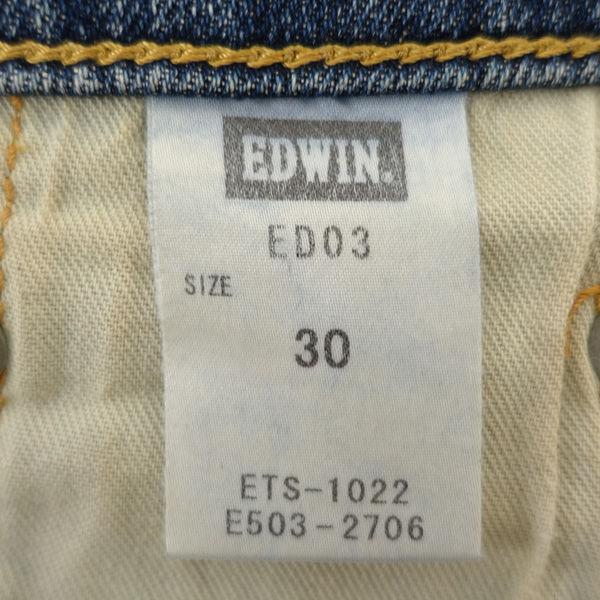 EDWIN.
ED03
SIZE
30
ETS-1022
E503-2706